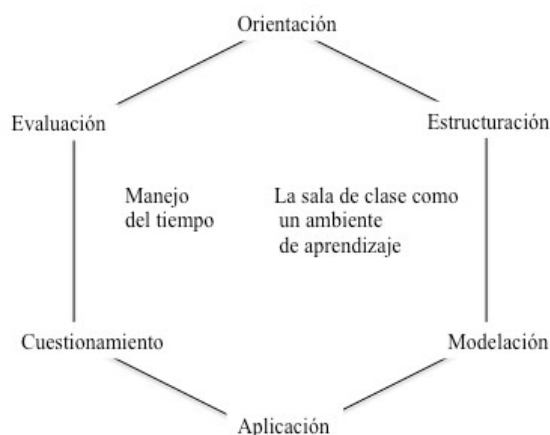 Orientación
Evaluación
Estructuración
Manejo
del tiempo
La sala de clase como
un ambiente
de aprendizaje
Cuestionamiento
Modelación
Aplicación